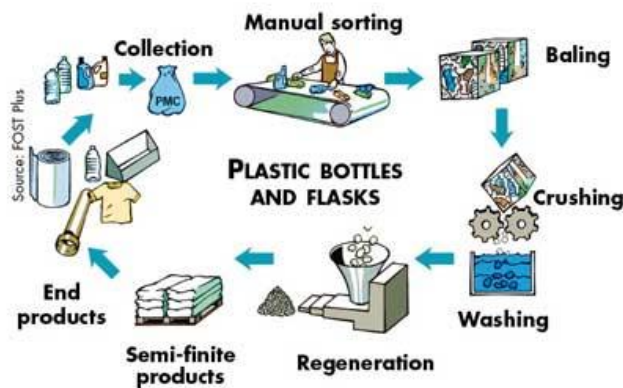 Collection
PMC
Manual sorting
Baling
Source: FOST Plus
PLASTIC BOTTLES
AND FLASKS
Crushing
Washing
Regeneration
Semi-finite
products
End
products